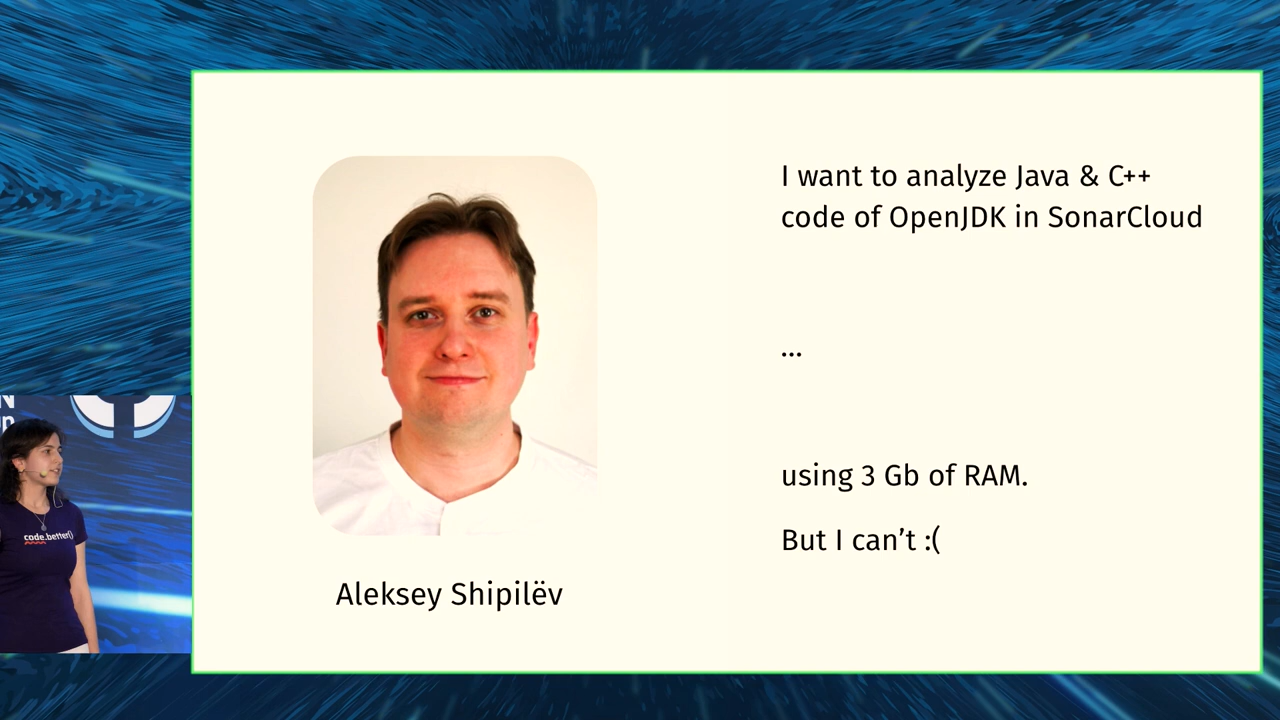 I want to analyze Java & C++
code of OpenJDK in SonarCloud
...
using 3 Gb of RAM.
But I can’t :(
Aleksey Shipilëv
code.better()